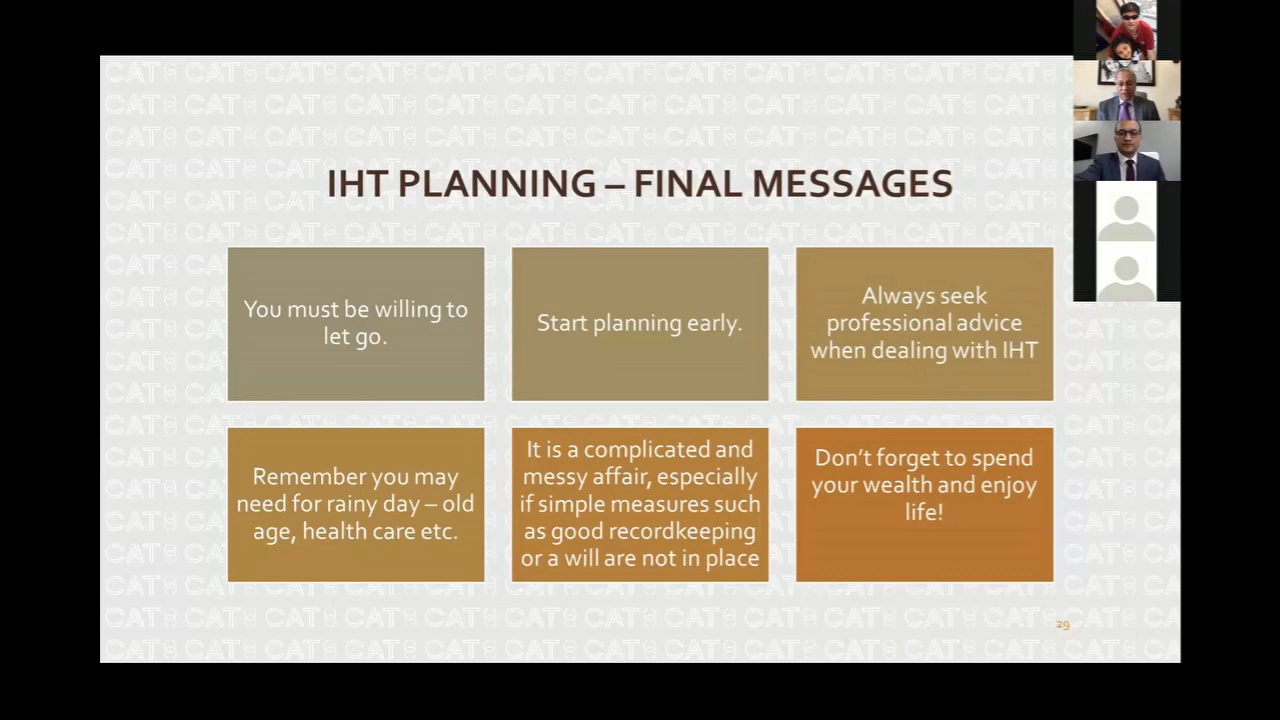 IHT PLANNING – FINAL MESSAGES
You must be willing to
let go.
Start planning early.
Always seek
professional advice
when dealing with IHT
Remember you may
need for rainy day – old
age, health care etc.
It is a complicated and
messy affair, especially
if simple measures such
as good recordkeeping
or a will are not in place
Don’t forget to spend
your wealth and enjoy
life!
29